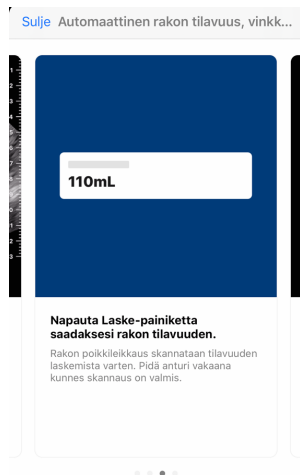 Sulje Automaattinen rakon tilavuus, vinkk...
110mL
Napauta Laske-painiketta
saadaksesi rakon tilavuuden.
Rakon poikkileikkaus skannataan tilavuuden
laskemista varten. Pidä anturi vakaana
kunnes skannaus on valmis.